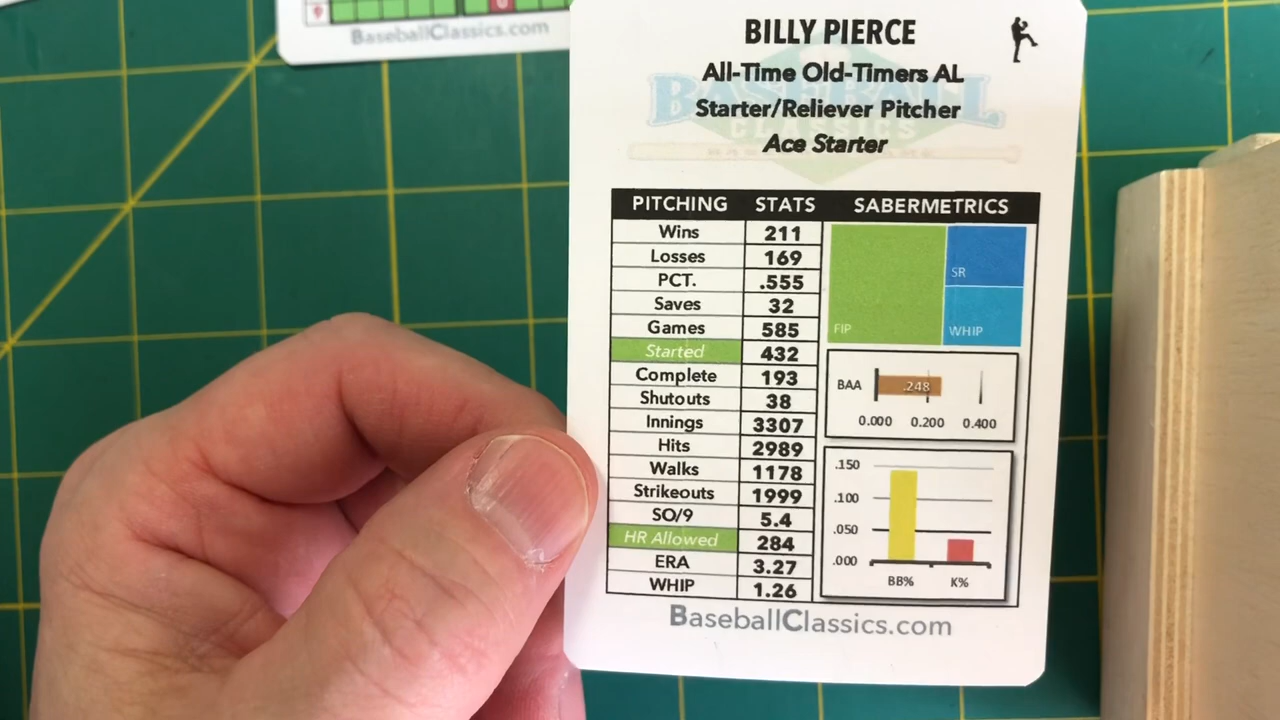 BaseballClassics.com
BILLY PIERCE
All-Time Old-Timers AL
Starter/Reliever Pitcher
Ace Starter
BASEBALL
CLASSICS
PITCHING STATS SABERMETRICS
Wins 211
Losses 169
PCT. .555
Saves 32
Games 585
Started 432
Complete 193
Shutouts 38
Innings 3307
Hits 2989
Walks 1178
Strikeouts 1999
SO/9 5.4
HR Allowed 284
ERA 3.27
WHIP 1.26
FIP
SR
WHIP
BAA .248
0.000 0.200 0.400
.150
.100
.050
.000
BB% K%
BaseballClassics.com